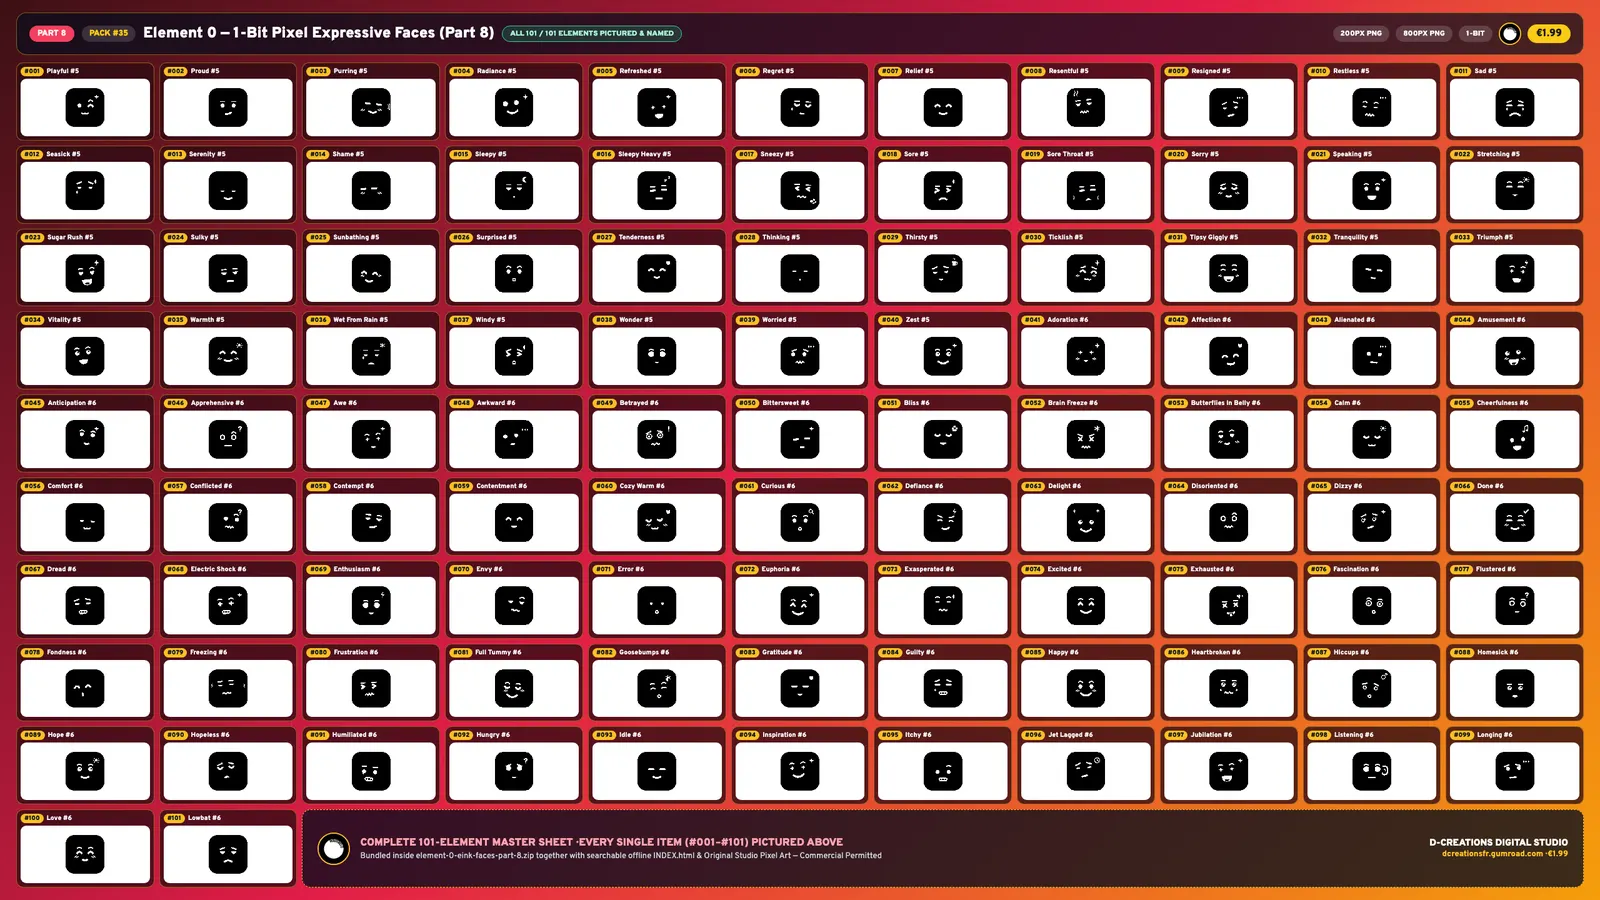 PART 8 PACK #35 Element 0 – 1-Bit Pixel Expressive Faces (Part 8) ALL 101 / 101 ELEMENTS PICTURED & NAMED 200PX PNG 800PX PNG 1-BIT €1.99
#001 Playful #5 #002 Proud #5 #003 Purring #5 #004 Radiance #5 #005 Refreshed #5 #006 Regret #5 #007 Relief #5 #008 Resentful #5 #009 Resigned #5 #010 Restless #5 #011 Sad #5
#012 Seasick #5 #013 Serenity #5 #014 Shame #5 #015 Sleepy #5 #016 Sleepy Heavy #5 #017 Sneezy #5 #018 Sore #5 #019 Sore Throat #5 #020 Sorry #5 #021 Speaking #5 #022 Stretching #5
#023 Sugar Rush #5 #024 Sulky #5 #025 Sunbathing #5 #026 Surprised #5 #027 Tenderness #5 #028 Thinking #5 #029 Thirsty #5 #030 Ticklish #5 #031 Tipsy Giggly #5 #032 Tranquility #5 #033 Triumph #5
#034 Vitality #5 #035 Warmth #5 #036 Wet From Rain #5 #037 Windy #5 #038 Wonder #5 #039 Worried #5 #040 Zest #5 #041 Adoration #6 #042 Affection #6 #043 Alienated #6 #044 Amusement #6
#045 Anticipation #6 #046 Apprehensive #6 #047 Awe #6 #048 Awkward #6 #049 Betrayed #6 #050 Bittersweet #6 #051 Bliss #6 #052 Brain Freeze #6 #053 Butterflies In Belly #6 #054 Calm #6 #055 Cheerfulness #6
#056 Comfort #6 #057 Conflicted #6 #058 Contempt #6 #059 Contentment #6 #060 Cozy Warm #6 #061 Curious #6 #062 Defiance #6 #063 Delight #6 #064 Disoriented #6 #065 Dizzy #6 #066 Done #6
#067 Dread #6 #068 Electric Shock #6 #069 Enthusiasm #6 #070 Envy #6 #071 Error #6 #072 Euphoria #6 #073 Exasperated #6 #074 Excited #6 #075 Exhausted #6 #076 Fascination #6 #077 Flustered #6
#078 Fondness #6 #079 Freezing #6 #080 Frustration #6 #081 Full Tummy #6 #082 Goosebumps #6 #083 Gratitude #6 #084 Guilty #6 #085 Happy #6 #086 Heartbroken #6 #087 Hiccups #6 #088 Homesick #6
#089 Hope #6 #090 Hopeless #6 #091 Humiliated #6 #092 Hungry #6 #093 Idle #6 #094 Inspiration #6 #095 Itchy #6 #096 Jet Lagged #6 #097 Jubilation #6 #098 Listening #6 #099 Longing #6
#100 Love #6 #101 Lowbat #6
COMPLETE 101-ELEMENT MASTER SHEET · EVERY SINGLE ITEM (#001–#101) PICTURED ABOVE
Bundled inside element-0-eink-faces-part-8.zip together with searchable offline INDEX.html & Original Studio Pixel Art — Commercial Permitted
D-CREATIONS DIGITAL STUDIO
dcreationsfr.gumroad.com · €1.99